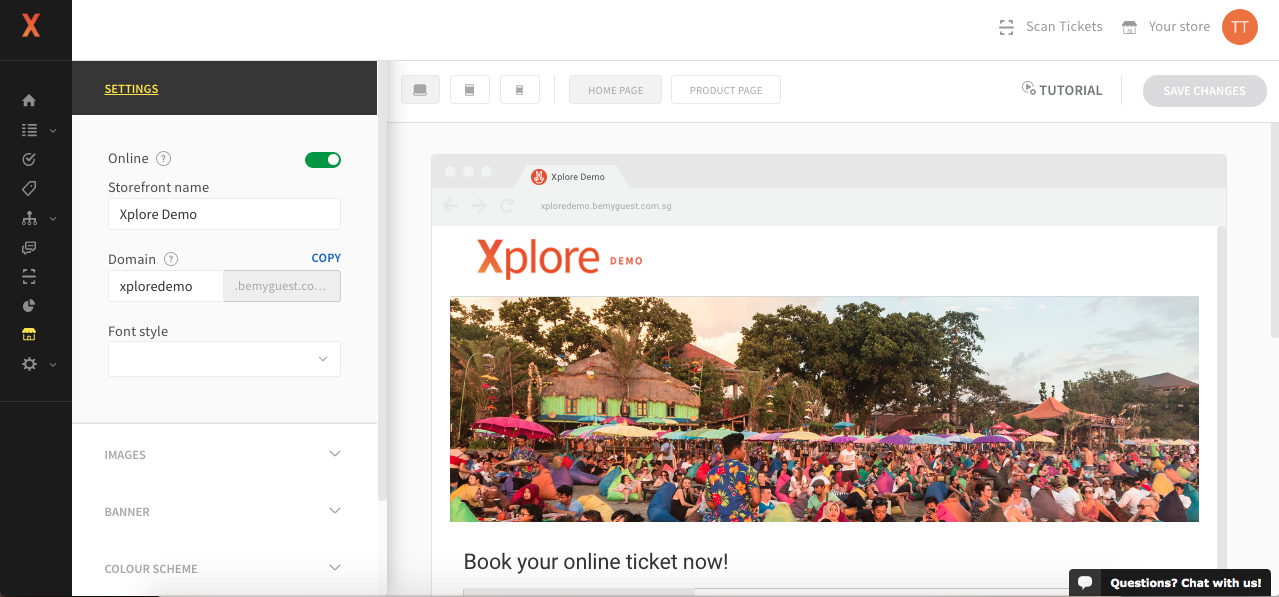 X
Scan Tickets
Your store
TT
SETTINGS
HOME PAGE
PRODUCT PAGE
TUTORIAL
SAVE CHANGES
Online ?
Storefront name
Xplore Demo
Domain ?
COPY
xploredemo
.bemyguest.co...
Font style
IMAGES
BANNER
COLOUR SCHEME
Xplore Demo
xploredemo.bemyguest.com.sg
Xplore DEMO
Book your online ticket now!
Questions? Chat with us!